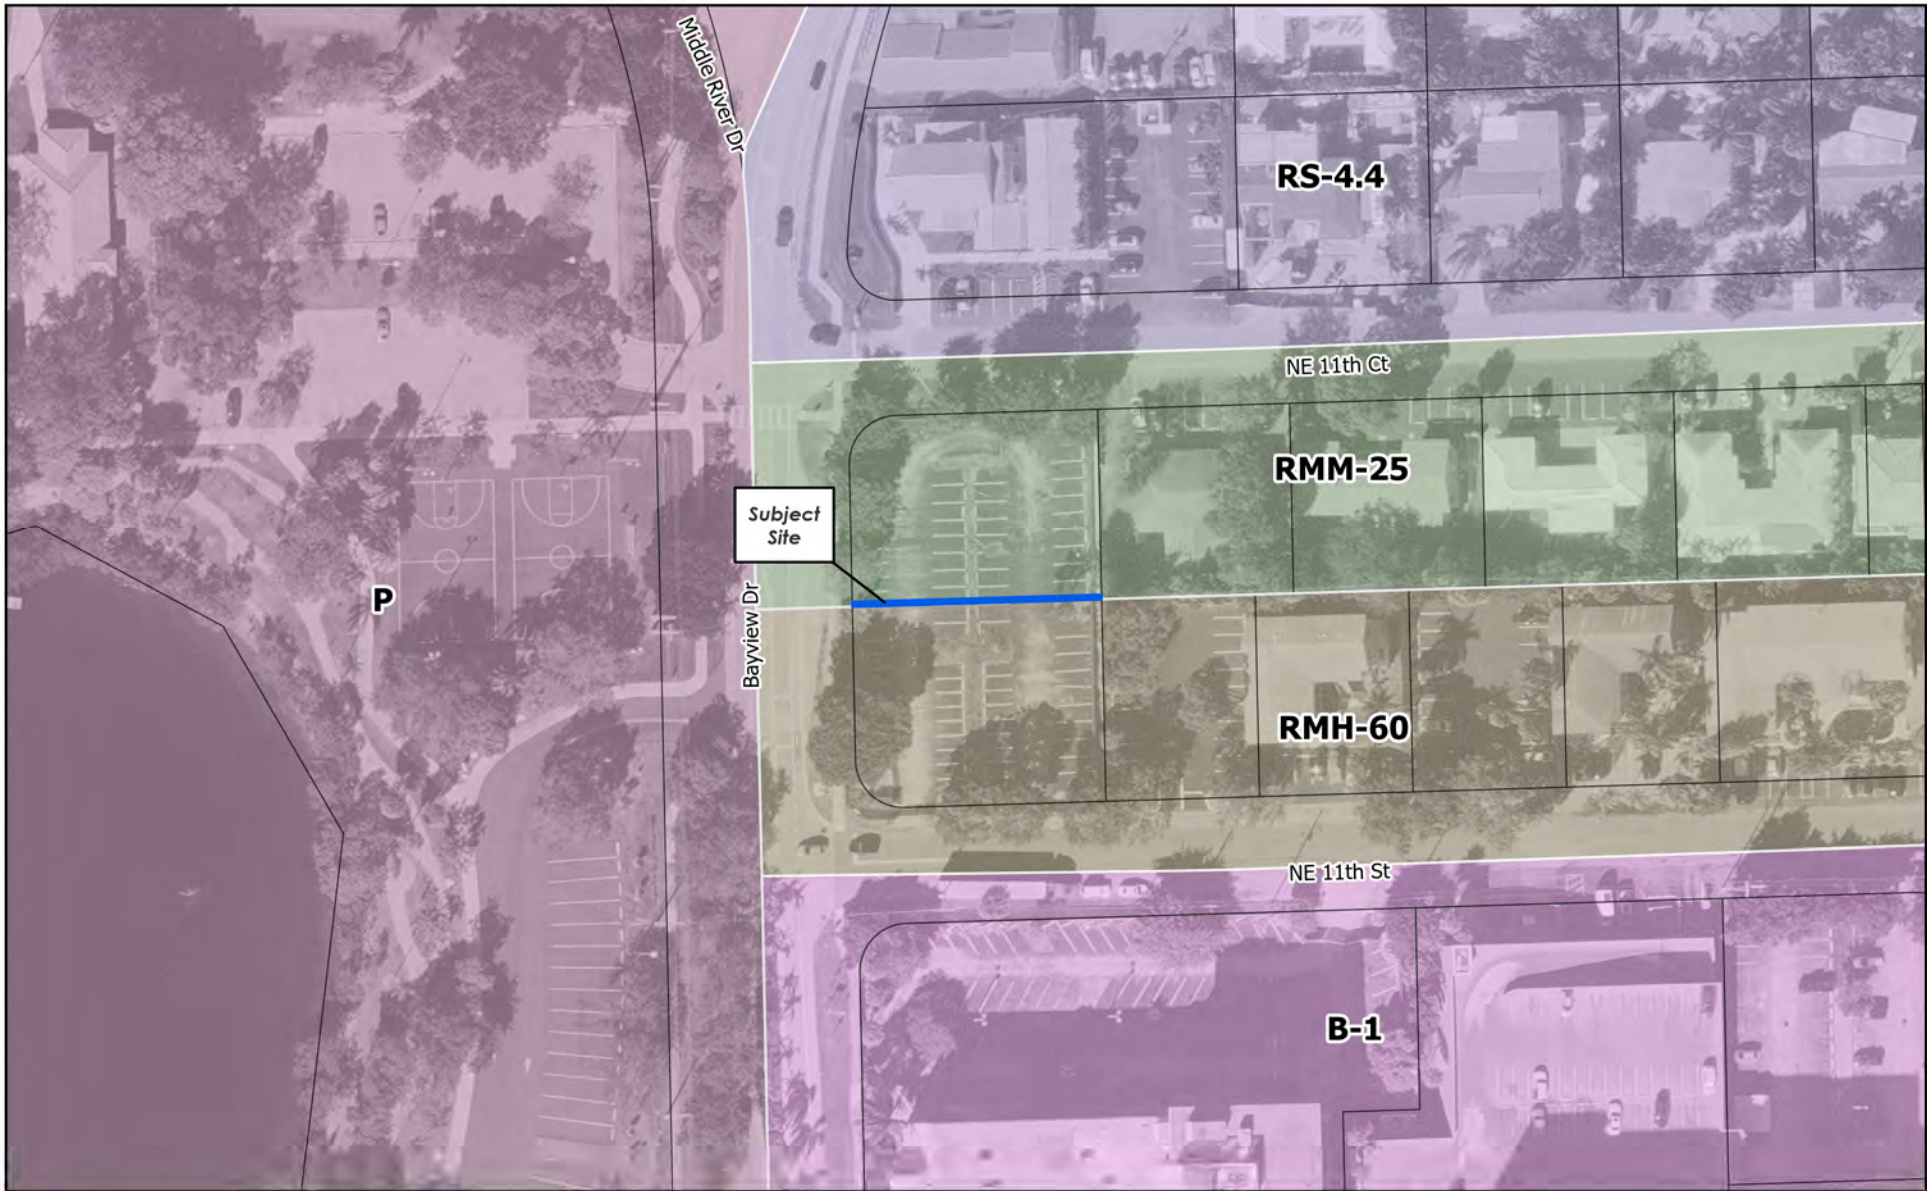 Middle River Dr
RS-4.4
NE 11th Ct
RMM-25
Subject
Site
P
Bayview Dr
RMH-60
NE 11th St
B-1